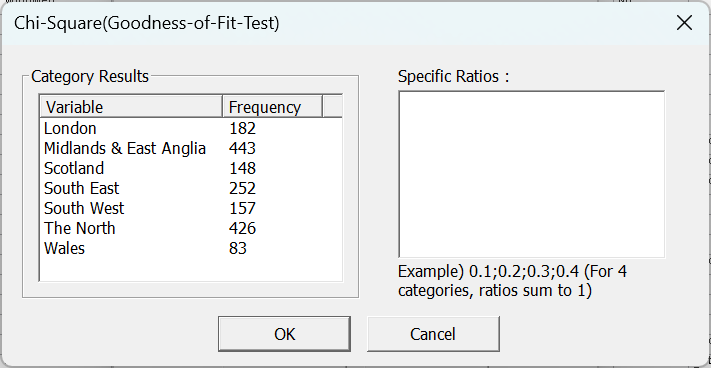 Chi-Square(Goodness-of-Fit-Test)
Category Results
Variable Frequency
London 182
Midlands & East Anglia 443
Scotland 148
South East 252
South West 157
The North 426
Wales 83
Specific Ratios :
Example) 0.1;0.2;0.3;0.4 (For 4
categories, ratios sum to 1)
OK
Cancel